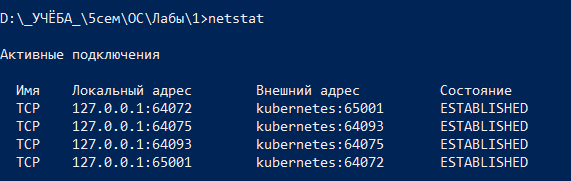 D:\_УЧЁБА_\5сем\ОС\Лабы\1>netstat
Активные подключения
Имя Локальный адрес Внешний адрес Состояние
TCP 127.0.0.1:64072 kubernetes:65001 ESTABLISHED
TCP 127.0.0.1:64075 kubernetes:64093 ESTABLISHED
TCP 127.0.0.1:64093 kubernetes:64075 ESTABLISHED
TCP 127.0.0.1:65001 kubernetes:64072 ESTABLISHED